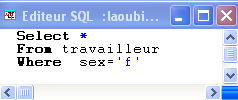 Editeur SQL :laoubi...
Select *
From travailleur
Where sex='f'